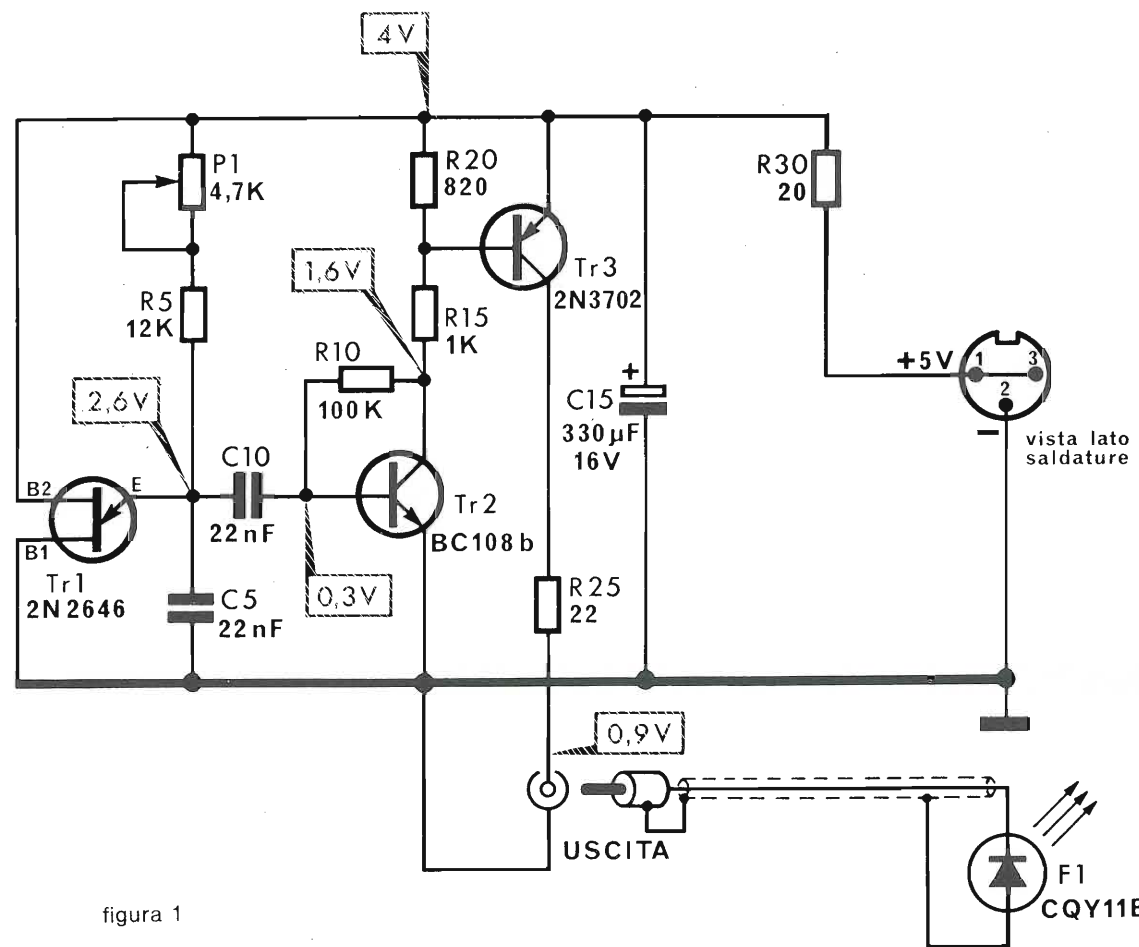 4V
P1
4,7K
R20
820
R30
20
Tr3
2N3702
1,6V
R5
12K
R15
1K
R10
100K
+5V
1
3
2
−
vista lato
saldature
+
C15
330µF
16V
2,6V
C10
22nF
B2
E
B1
Tr1
2N2646
Tr2
BC108b
0,3V
C5
22nF
R25
22
0,9V
USCITA
F1
CQY11B
figura 1